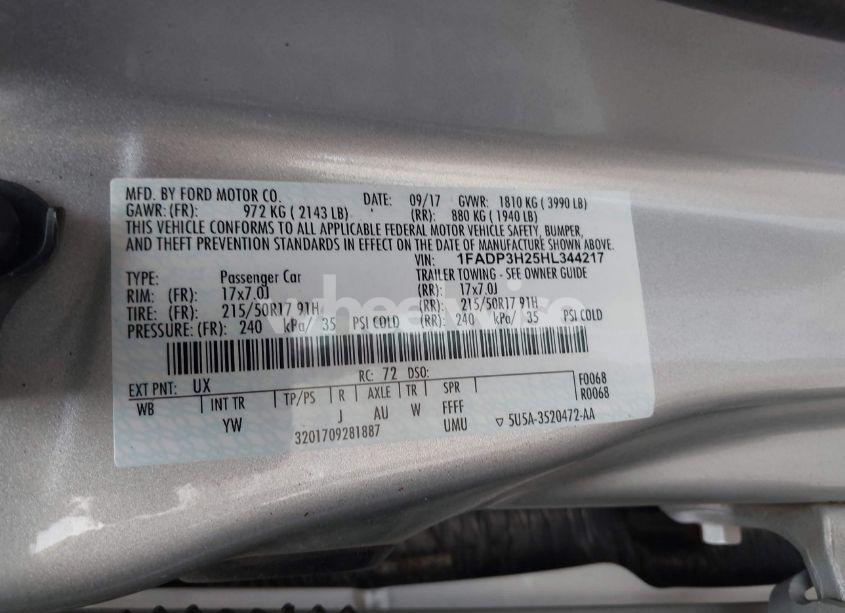 MFD. BY FORD MOTOR CO. DATE: 09/17 GVWR: 1810 KG ( 3990 LB)
GAWR: (FR): 972 KG ( 2143 LB) (RR): 880 KG ( 1940 LB)
THIS VEHICLE CONFORMS TO ALL APPLICABLE FEDERAL MOTOR VEHICLE SAFETY, BUMPER,
AND THEFT PREVENTION STANDARDS IN EFFECT ON THE DATE OF MANUFACTURE SHOWN ABOVE.
VIN: 1FADP3H25HL344217
TYPE: Passenger Car TRAILER TOWING - SEE OWNER GUIDE
RIM: (FR): 17x7.0J (RR): 17x7.0J
TIRE: (FR): 215/50R17 91H (RR): 215/50R17 91H
PRESSURE: (FR): 240 kPa/ 35 PSI COLD (RR): 240 kPa/ 35 PSI COLD
wheelwire
EXT PNT: UX RC: 72 DSO: F0068
WB INT TR TP/PS R AXLE TR SPR R0068
YW J AU W FFFF
3201709281887 UMU ▽ 5U5A-3520472-AA